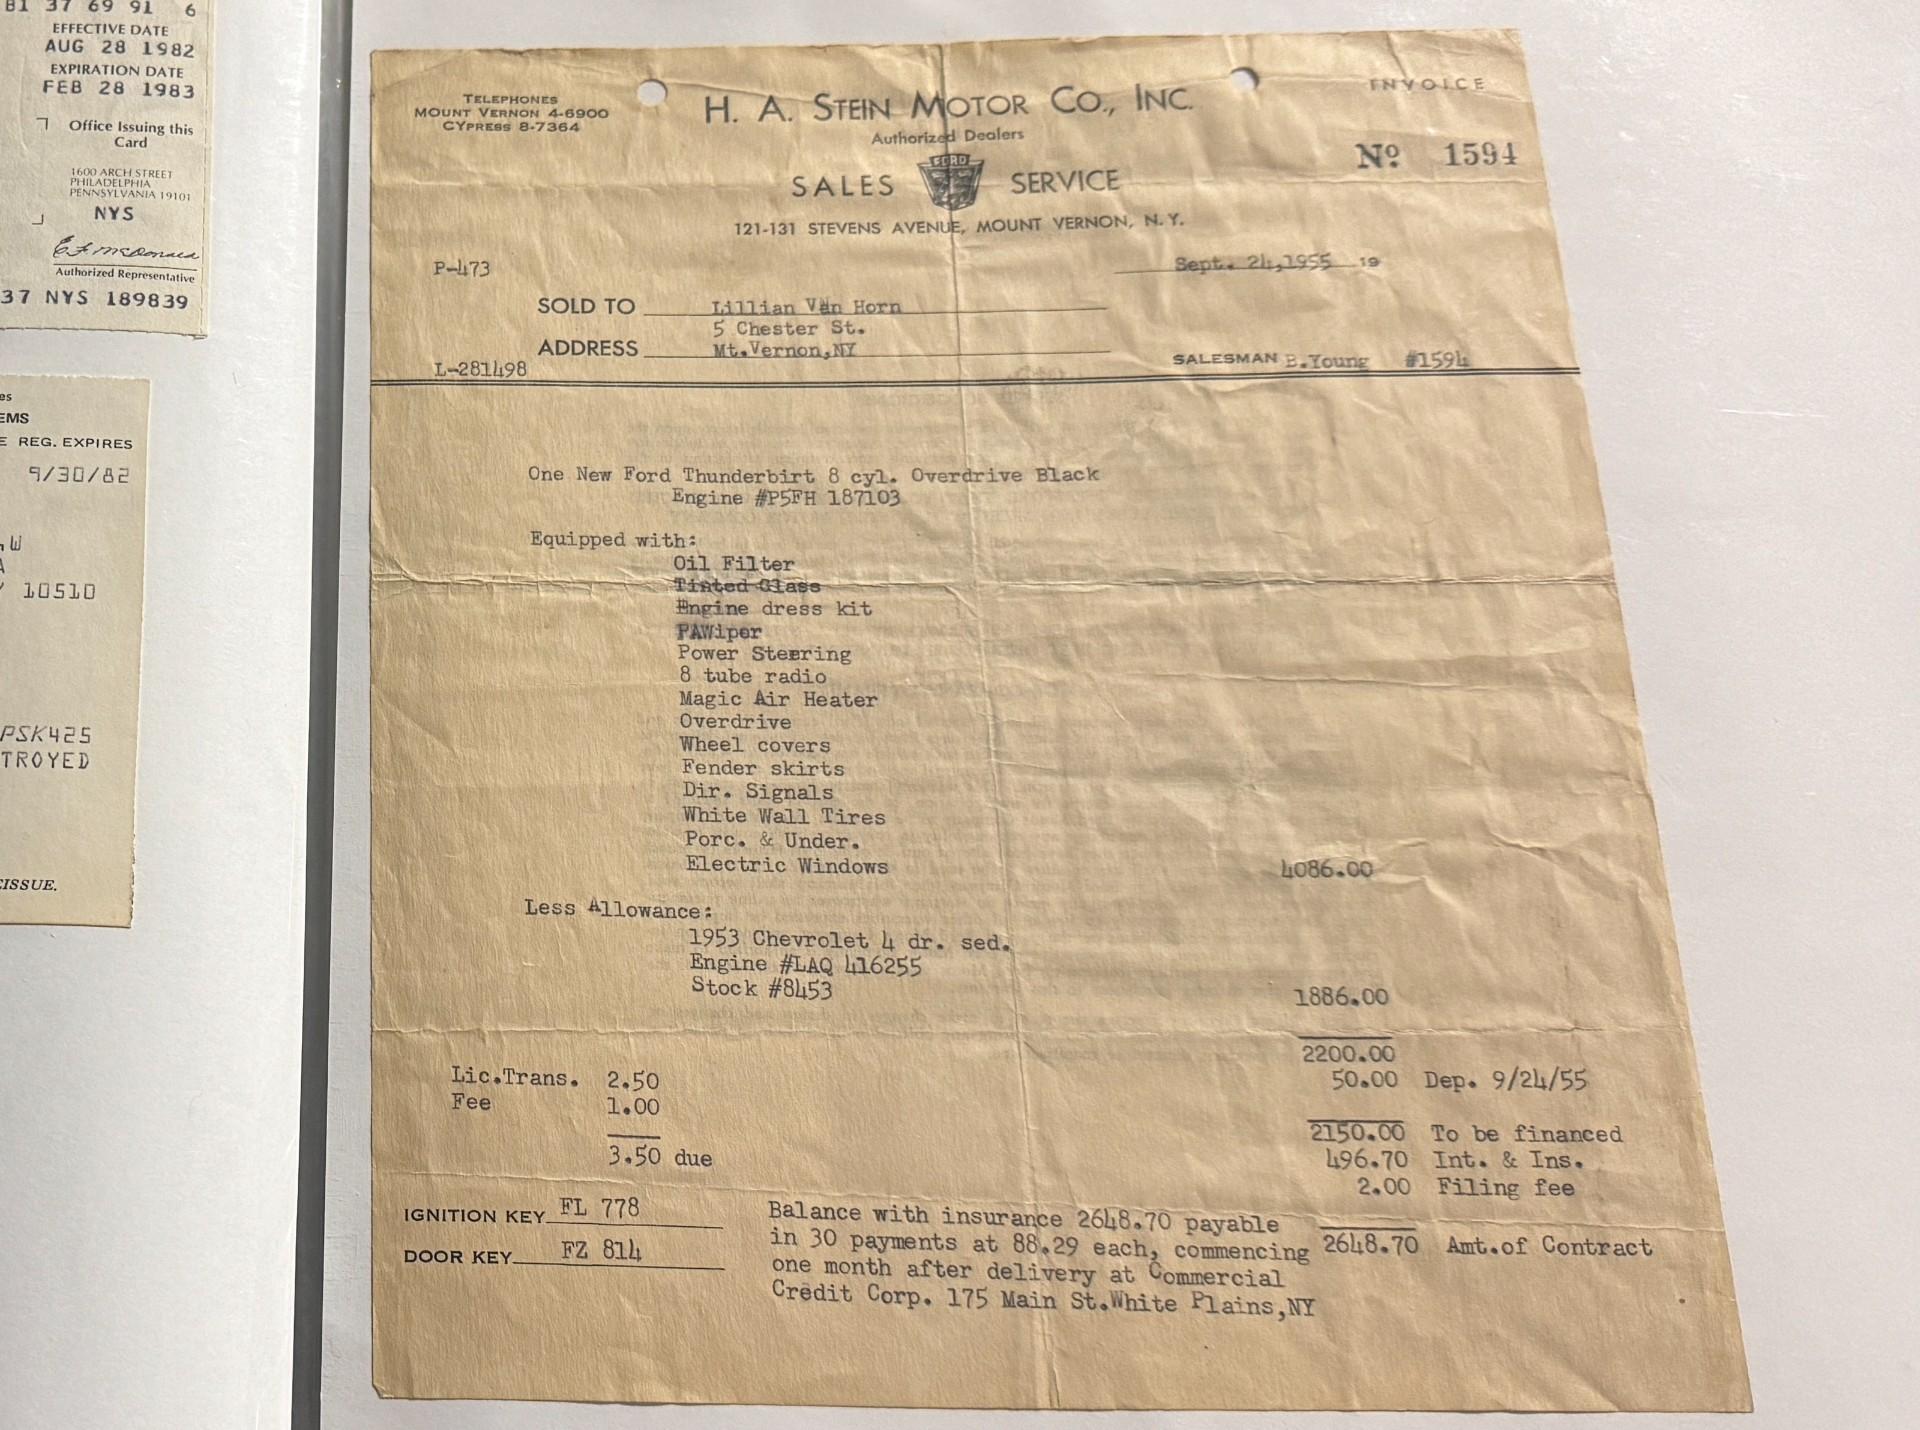 81 37 69 91 6
EFFECTIVE DATE
AUG 28 1982
EXPIRATION DATE
FEB 28 1983
Office Issuing this
Card
1600 ARCH STREET
PHILADELPHIA
PENNSYLVANIA 19101
NYS
E F McDonald
Authorized Representative
37 NYS 189839
es
EMS
E REG. EXPIRES
9/30/82
W
A
10510
PSK425
TROYED
EISSUE.
TELEPHONES
MOUNT VERNON 4-6900
CYPRESS 8-7364
H. A. STEIN MOTOR CO., INC.
Authorized Dealers
FORD
SALES SERVICE
121-131 STEVENS AVENUE, MOUNT VERNON, N.Y.
INVOICE
Nº 1594
P-473
Sept. 24,1955 19
SOLD TO Lillian Van Horn
5 Chester St.
ADDRESS Mt.Vernon,NY
L-281498
SALESMAN B.Young #1594
One New Ford Thunderbirt 8 cyl. Overdrive Black
Engine #P5FH 187103
Equipped with:
Oil Filter
Tinted Glass
Engine dress kit
PAWiper
Power Steering
8 tube radio
Magic Air Heater
Overdrive
Wheel covers
Fender skirts
Dir. Signals
White Wall Tires
Porc. & Under.
Electric Windows 4086.00
Less Allowance:
1953 Chevrolet 4 dr. sed.
Engine #LAQ 416255
Stock #8453 1886.00
2200.00
Lic.Trans. 2.50 50.00 Dep. 9/24/55
Fee 1.00
2150.00 To be financed
3.50 due 496.70 Int. & Ins.
2.00 Filing fee
IGNITION KEY FL 778
DOOR KEY FZ 814
Balance with insurance 2648.70 payable
in 30 payments at 88.29 each, commencing 2648.70 Amt.of Contract
one month after delivery at Commercial
Credit Corp. 175 Main St.White Plains,NY